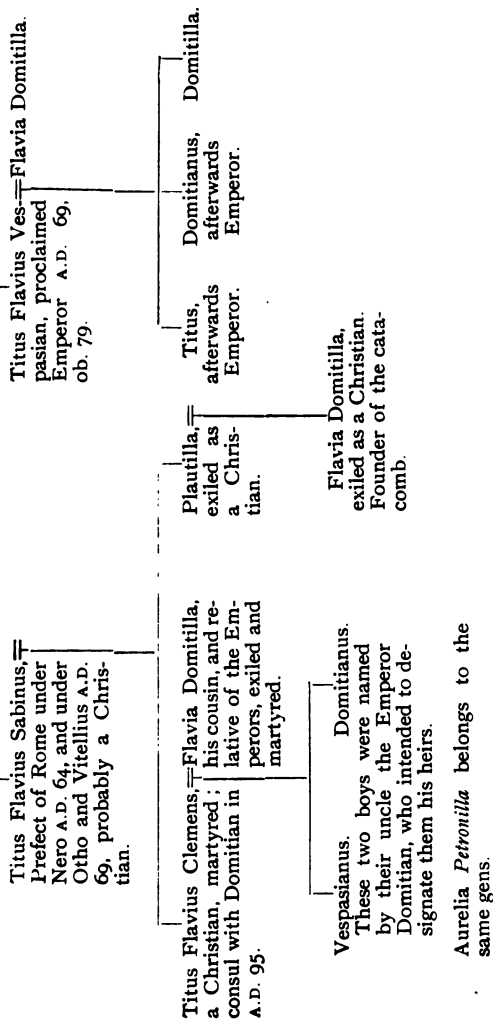 Titus Flavius Sabinus,=
Prefect of Rome under
Nero A.D. 64, and under
Otho and Vitellius A.D.
69, probably a Chris-
tian.
Titus Flavius Ves-=Flavia Domitilla.
pasian, proclaimed
Emperor A.D. 69,
ob. 79.
Titus Flavius Clemens,=Flavia Domitilla,
a Christian, martyred; his cousin, and re-
consul with Domitian in lative of the Em-
A.D. 95. perors, exiled and
martyred.
Plautilla,=
exiled as
a Chris-
tian.
Titus,
afterwards
Emperor.
Domitianus,
afterwards
Emperor.
Domitilla.
Vespasianus. Domitianus.
These two boys were named
by their uncle the Emperor
Domitian, who intended to de-
signate them his heirs.
Flavia Domitilla,
exiled as a Christian.
Founder of the cata-
comb.
Aurelia Petronilla belongs to the
same gens.